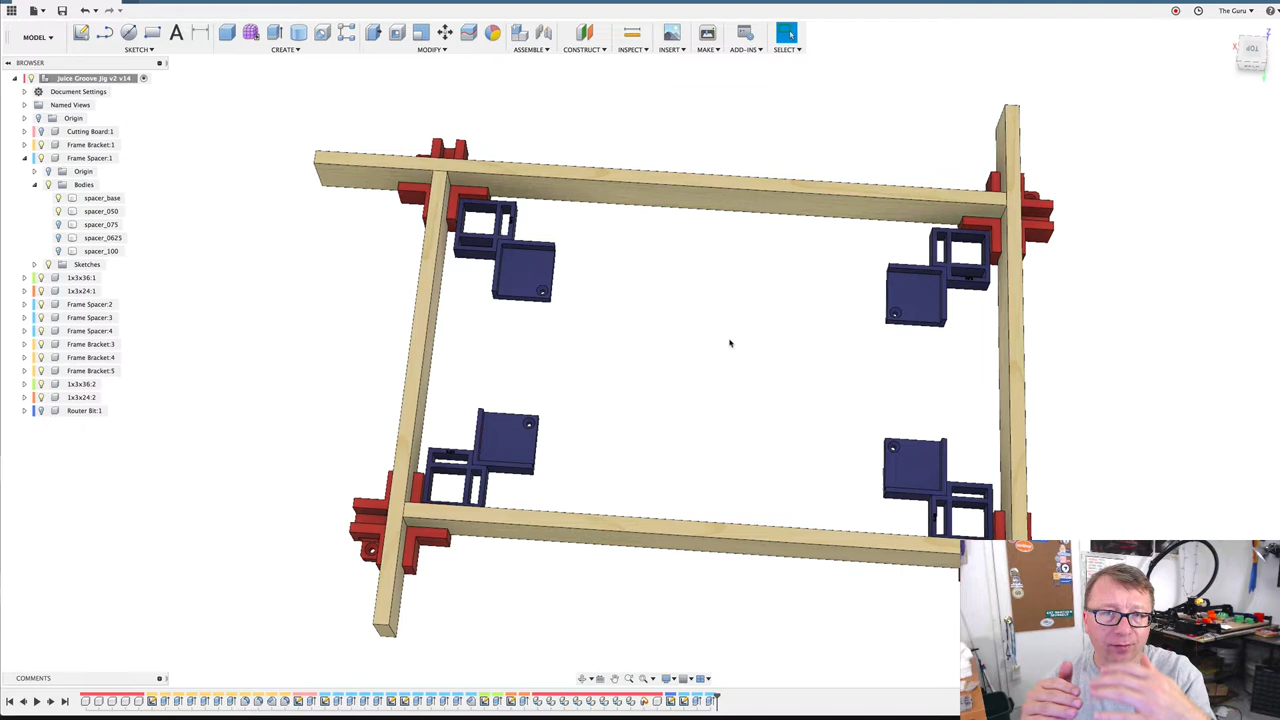 The Guru
MODEL
SKETCH
CREATE
MODIFY
ASSEMBLE
CONSTRUCT
INSPECT
INSERT
MAKE
ADD-INS
SELECT
BROWSER
Juice Groove Jig v2 v14
Document Settings
Named Views
Origin
Cutting Board:1
Frame Bracket:1
Frame Spacer:1
Origin
Bodies
spacer_base
spacer_050
spacer_075
spacer_0625
spacer_100
Sketches
1x3x36:1
1x3x24:1
Frame Spacer:2
Frame Spacer:3
Frame Spacer:4
Frame Bracket:3
Frame Bracket:4
Frame Bracket:5
1x3x36:2
1x3x24:2
Router Bit:1
COMMENTS
TOP
X
Z